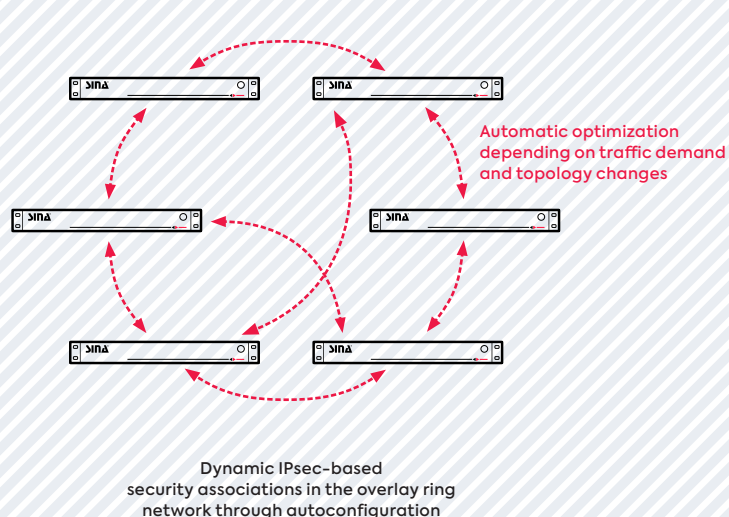 SINA
SINA
Automatic optimization
depending on traffic demand
and topology changes
SINA
SINA
SINA
SINA
Dynamic IPsec-based
security associations in the overlay ring
network through autoconfiguration